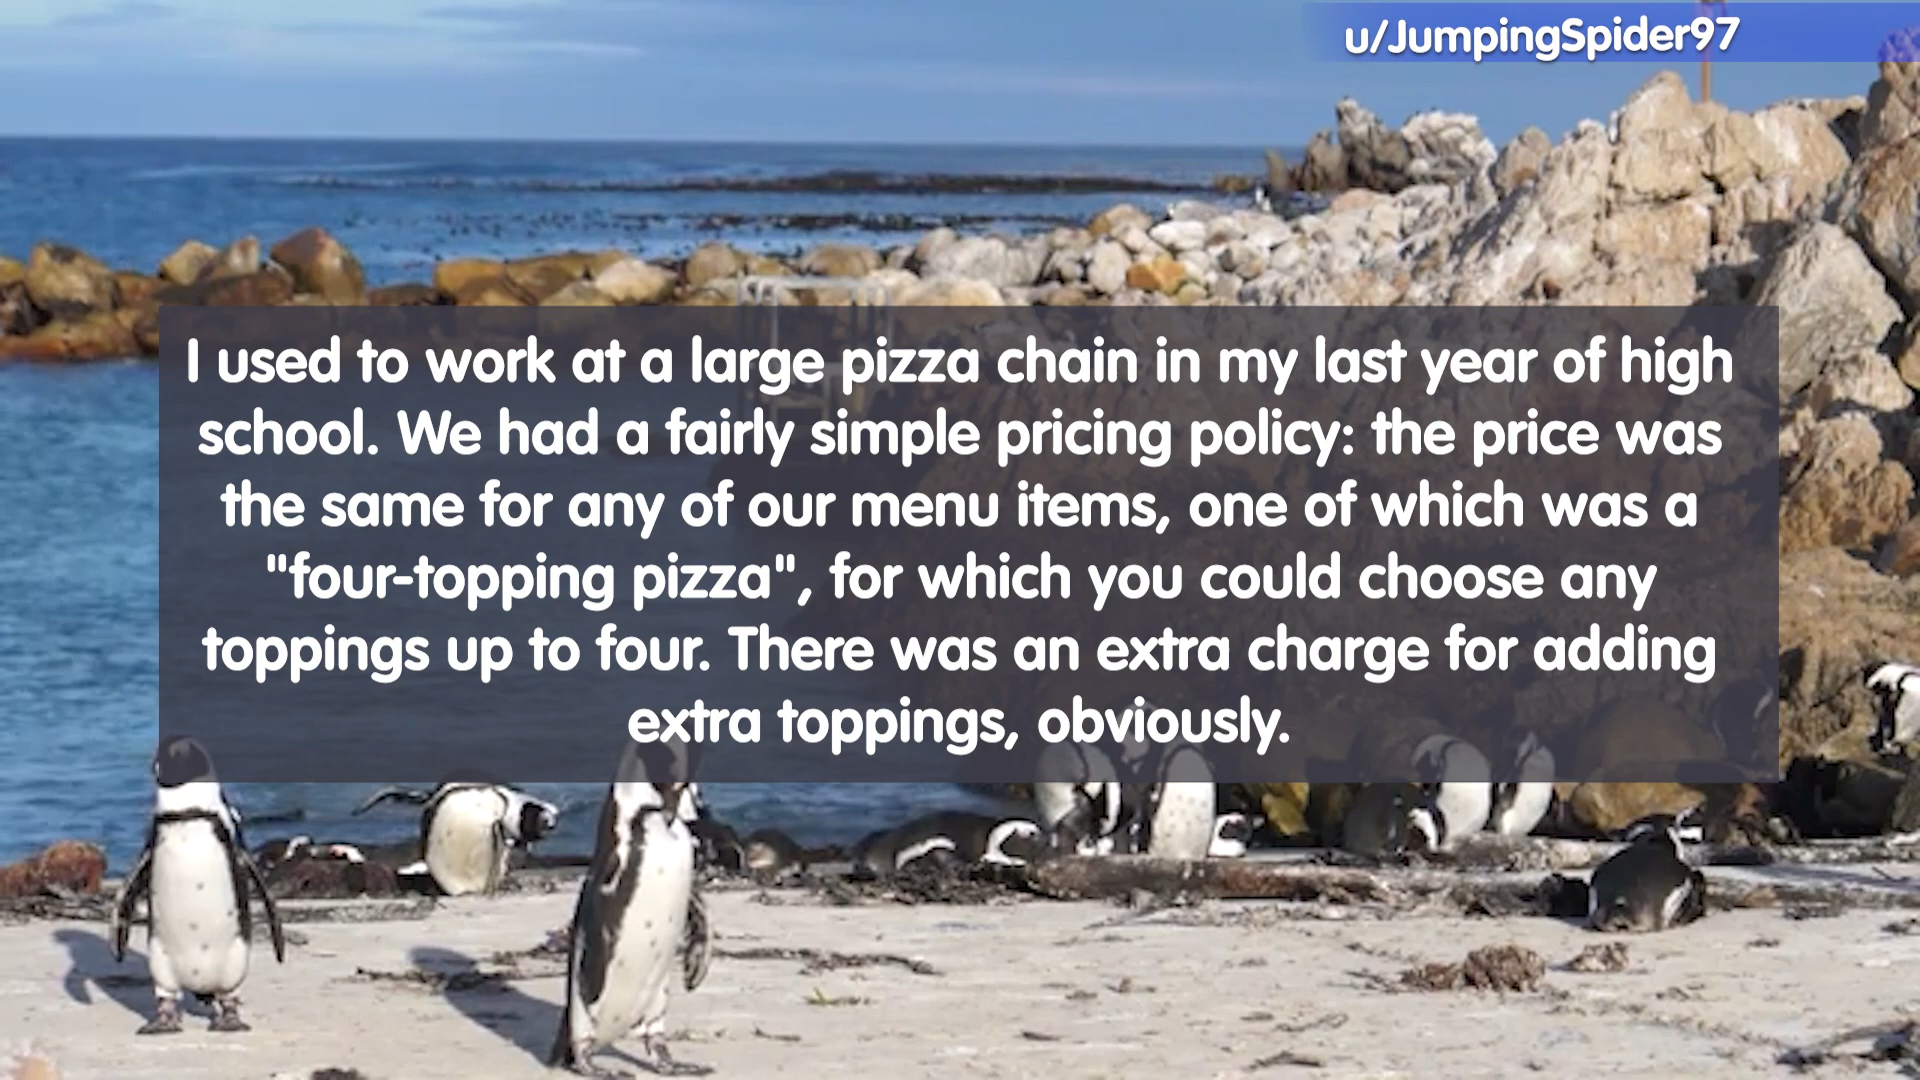 u/JumpingSpider97
I used to work at a large pizza chain in my last year of high
school. We had a fairly simple pricing policy: the price was
the same for any of our menu items, one of which was a
"four-topping pizza", for which you could choose any
toppings up to four. There was an extra charge for adding
extra toppings, obviously.